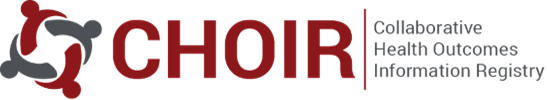 CHOIR
Collaborative
Health Outcomes
Information Registry